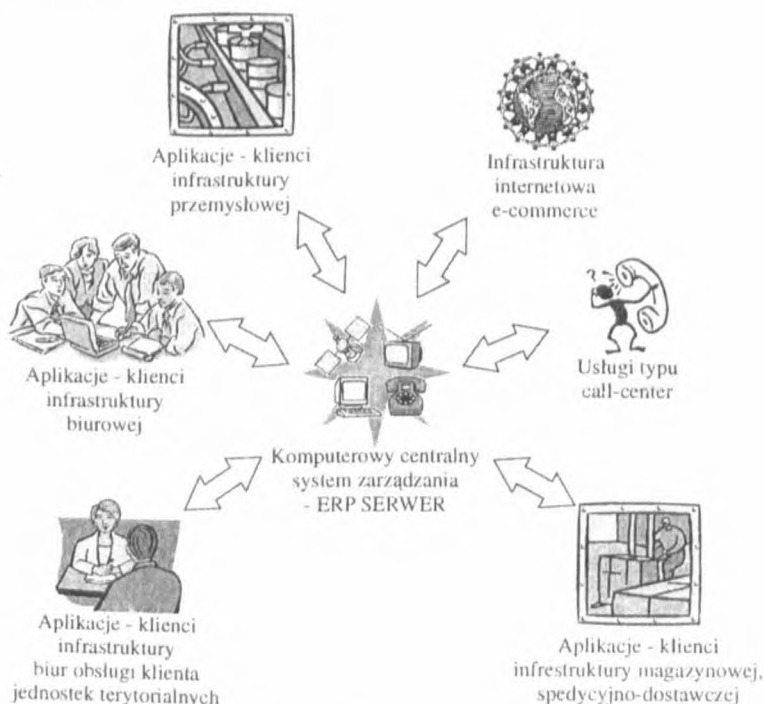 Aplikacje - klienci
infrastruktury
przemysłowej
Infrastruktura
internetowa
e-commerce
Aplikacje - klienci
infrastruktury
biurowej
Usługi typu
call-center
Komputerowy centralny
system zarządzania
- ERP SERWER
Aplikacje - klienci
infrastruktury
biur obsługi klienta
jednostek terytorialnych
Aplikacje - klienci
infrestruktury magazynowej,
spedycyjno-dostawczej